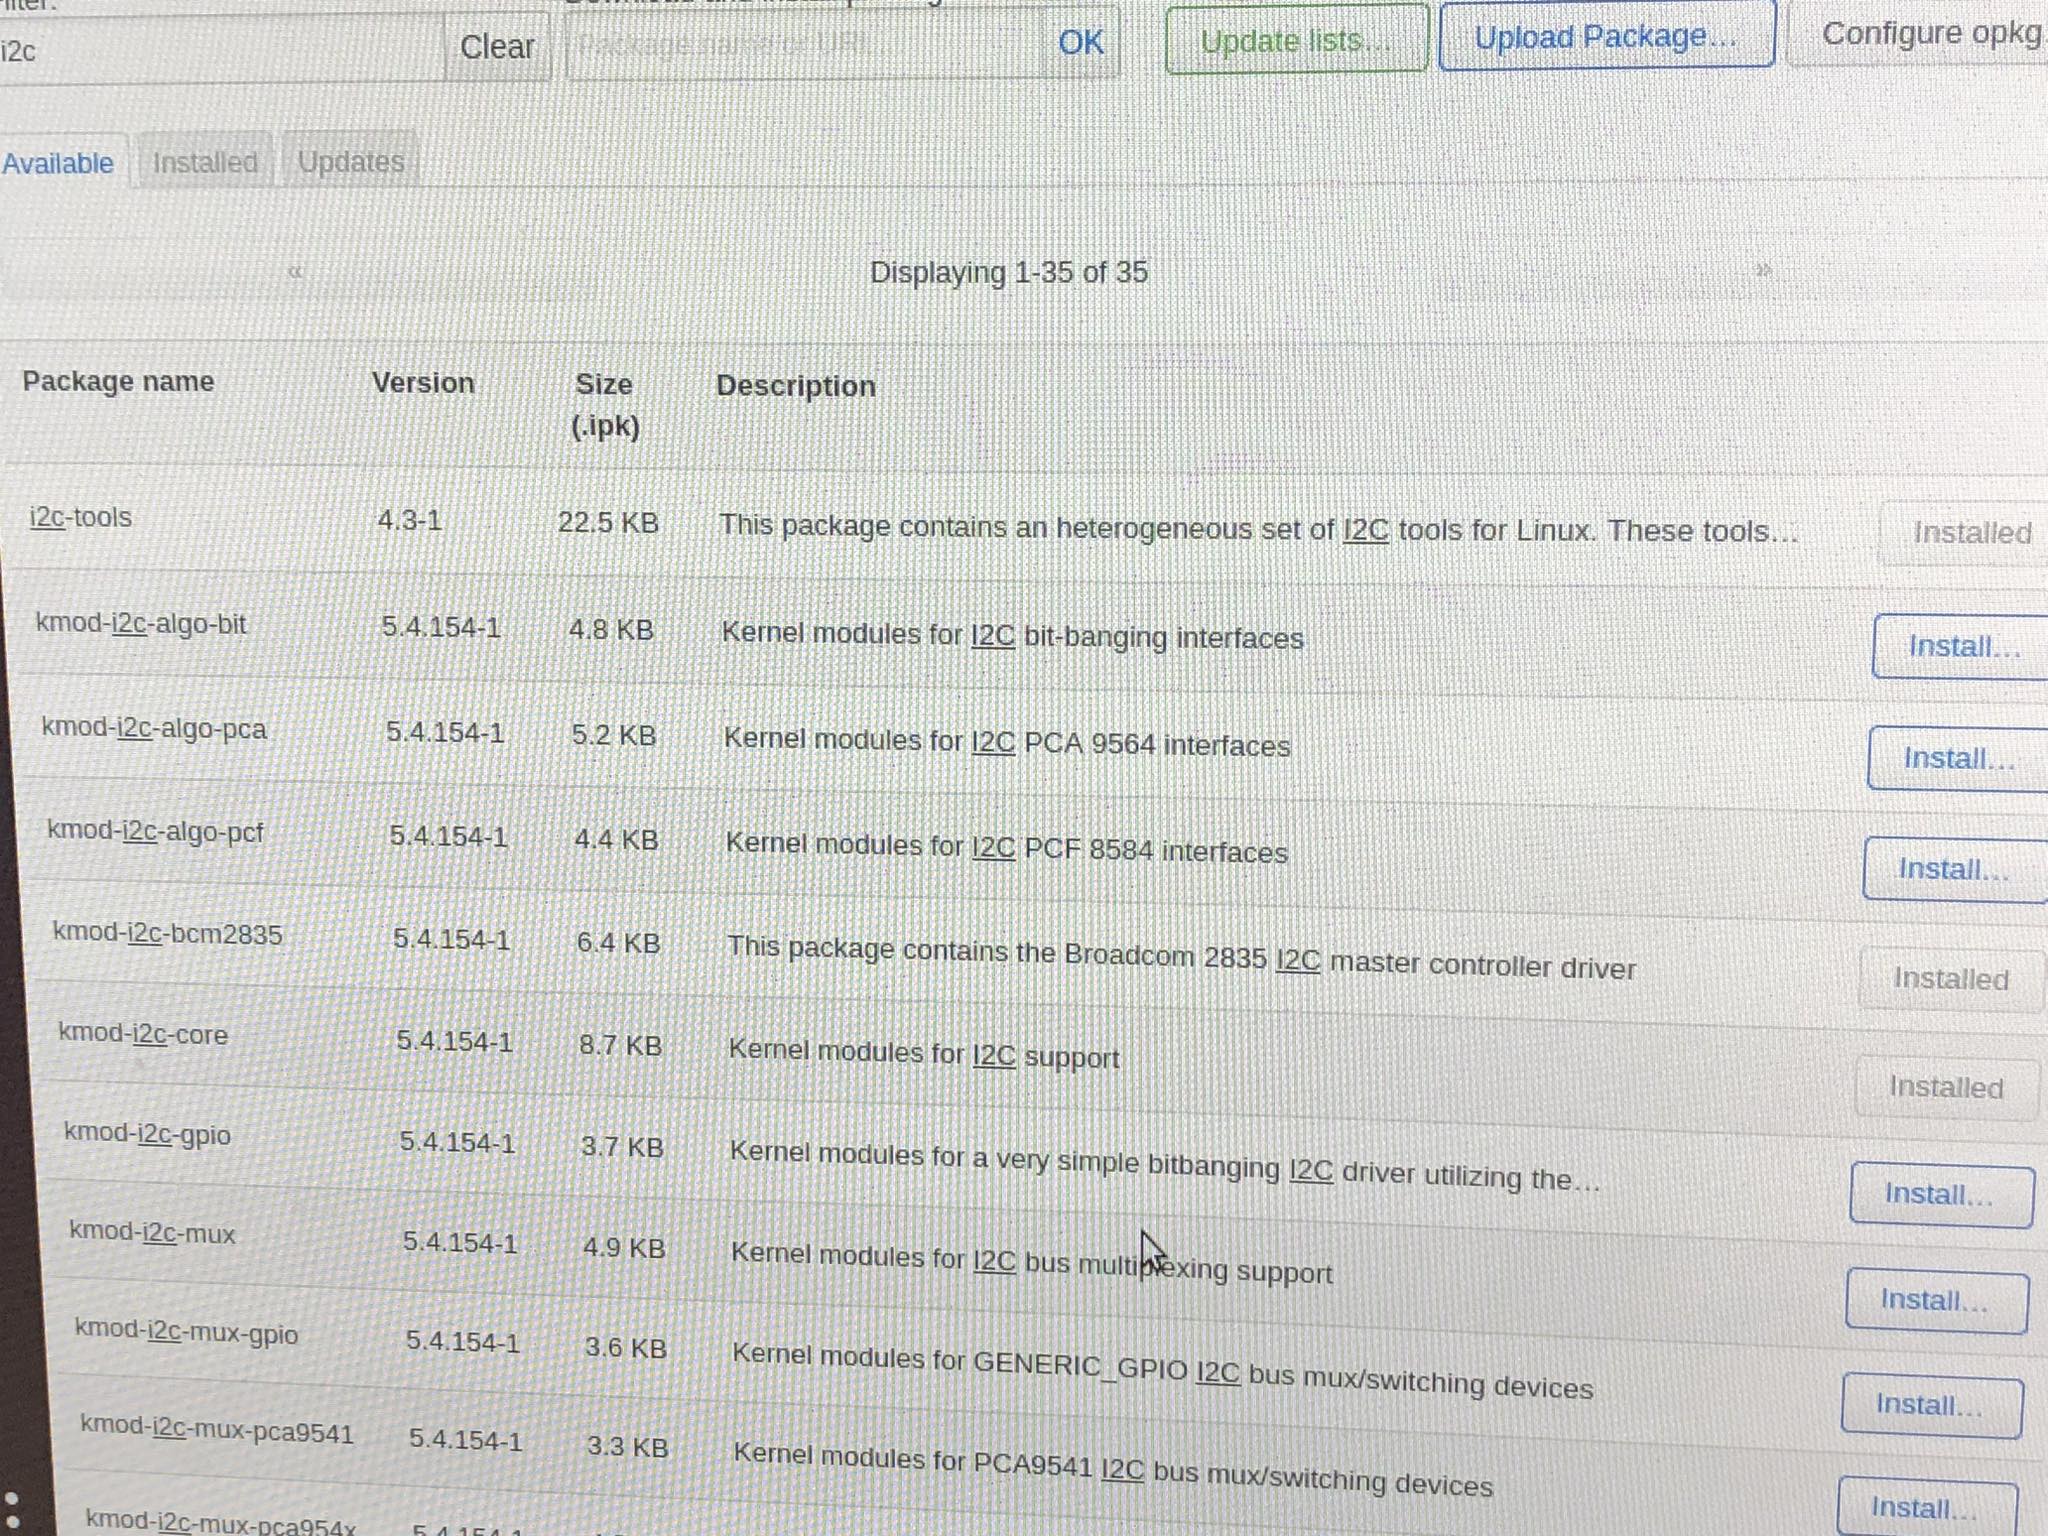 i2c Clear Package name or URL... OK Update lists... Upload Package... Configure opkg
Available Installed Updates
« Displaying 1-35 of 35 »
Package name Version Size (.ipk) Description
i2c-tools 4.3-1 22.5 KB This package contains an heterogeneous set of I2C tools for Linux. These tools... Installed
kmod-i2c-algo-bit 5.4.154-1 4.8 KB Kernel modules for I2C bit-banging interfaces Install...
kmod-i2c-algo-pca 5.4.154-1 5.2 KB Kernel modules for I2C PCA 9564 interfaces Install...
kmod-i2c-algo-pcf 5.4.154-1 4.4 KB Kernel modules for I2C PCF 8584 interfaces Install...
kmod-i2c-bcm2835 5.4.154-1 6.4 KB This package contains the Broadcom 2835 I2C master controller driver Installed
kmod-i2c-core 5.4.154-1 8.7 KB Kernel modules for I2C support Installed
kmod-i2c-gpio 5.4.154-1 3.7 KB Kernel modules for a very simple bitbanging I2C driver utilizing the... Install...
kmod-i2c-mux 5.4.154-1 4.9 KB Kernel modules for I2C bus multiplexing support Install...
kmod-i2c-mux-gpio 5.4.154-1 3.6 KB Kernel modules for GENERIC_GPIO I2C bus mux/switching devices Install...
kmod-i2c-mux-pca9541 5.4.154-1 3.3 KB Kernel modules for PCA9541 I2C bus mux/switching devices Install...
kmod-i2c-mux-pca954x 5.4.154-1